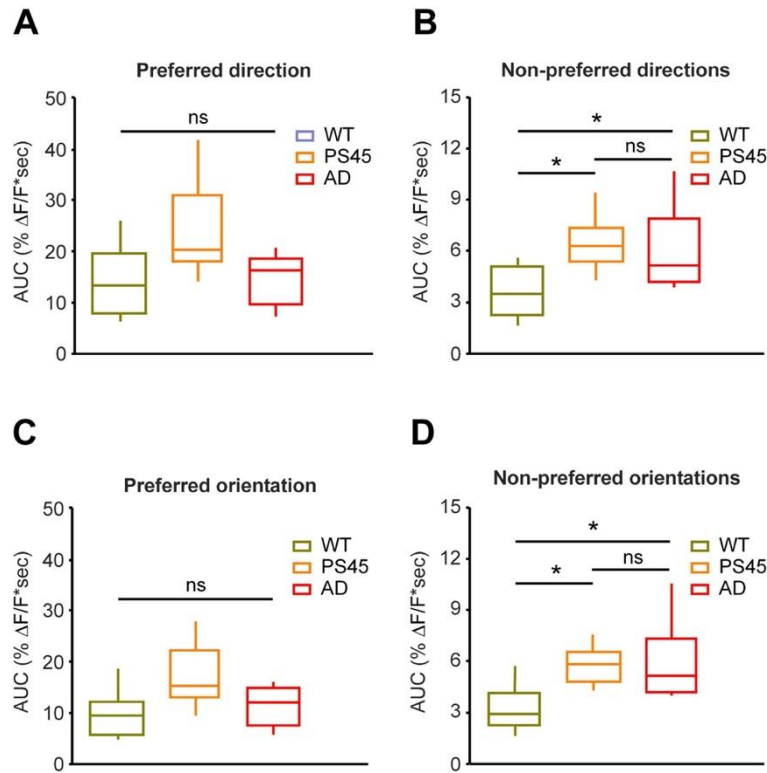 A
Preferred direction
50
40
30
20
10
0
AUC (% ΔF/F*sec)
ns
WT
PS45
AD
B
Non-preferred directions
15
12
9
6
3
0
AUC (% ΔF/F*sec)
*
*
ns
WT
PS45
AD
C
Preferred orientation
50
40
30
20
10
0
AUC (% ΔF/F*sec)
ns
WT
PS45
AD
D
Non-preferred orientations
15
12
9
6
3
0
AUC (% ΔF/F*sec)
*
*
ns
WT
PS45
AD